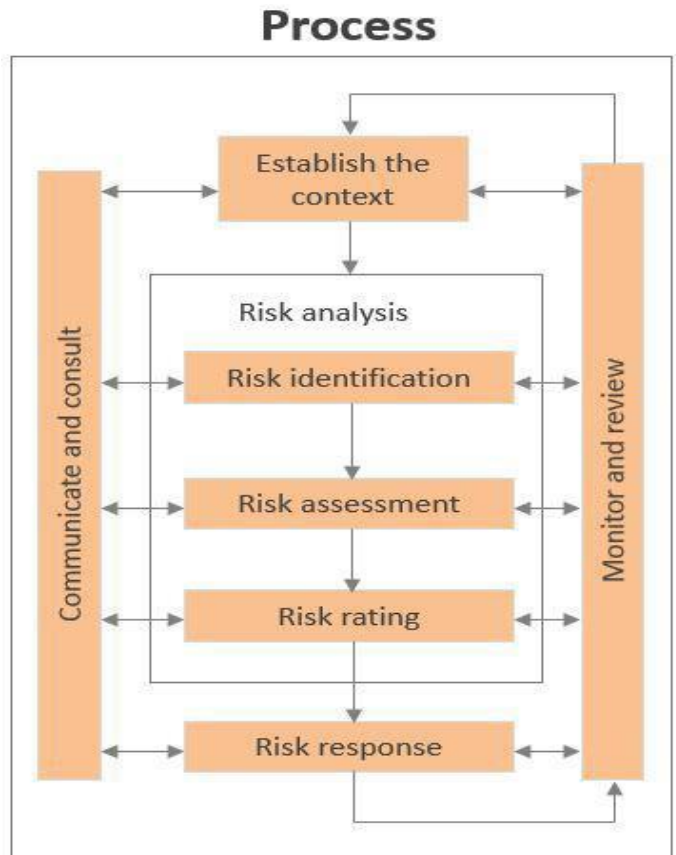 Process
Establish the
context
Risk analysis
Risk identification
Risk assessment
Risk rating
Risk response
Communicate and consult
Monitor and review